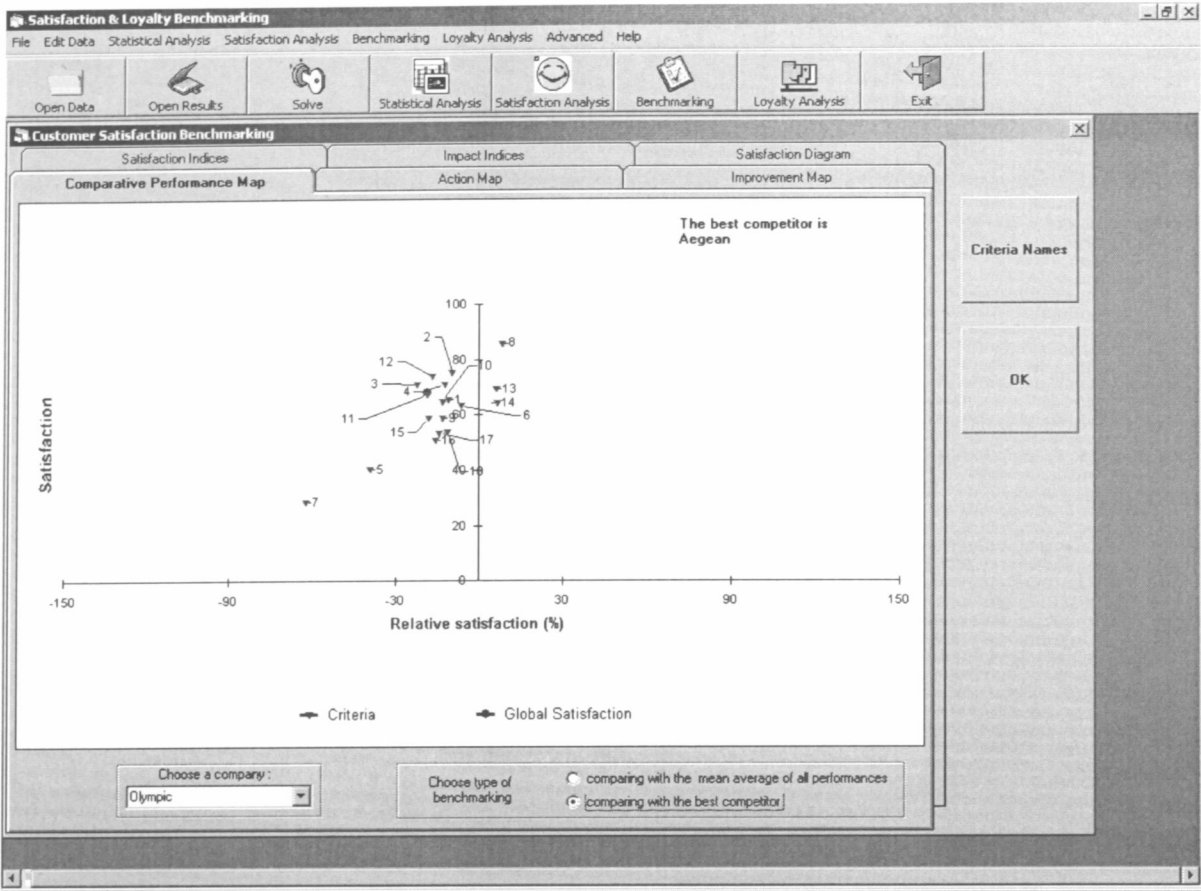 Satisfaction & Loyalty Benchmarking
File Edit Data Statistical Analysis Satisfaction Analysis Benchmarking Loyalty Analysis Advanced Help
Open Data Open Results Solve Statistical Analysis Satisfaction Analysis Benchmarking Loyalty Analysis Exit
Customer Satisfaction Benchmarking
Satisfaction Indices Impact Indices Satisfaction Diagram
Comparative Performance Map Action Map Improvement Map
The best competitor is
Aegean
Criteria Names
OK
Satisfaction
100
2
8
12
80
10
3
4
13
1
14
11
60
6
15
9
16
17
5
40
18
7
20
0
-150 -90 -30 30 90 150
Relative satisfaction (%)
Criteria Global Satisfaction
Choose a company :
Olympic
Choose type of
benchmarking
comparing with the mean average of all performances
comparing with the best competitor